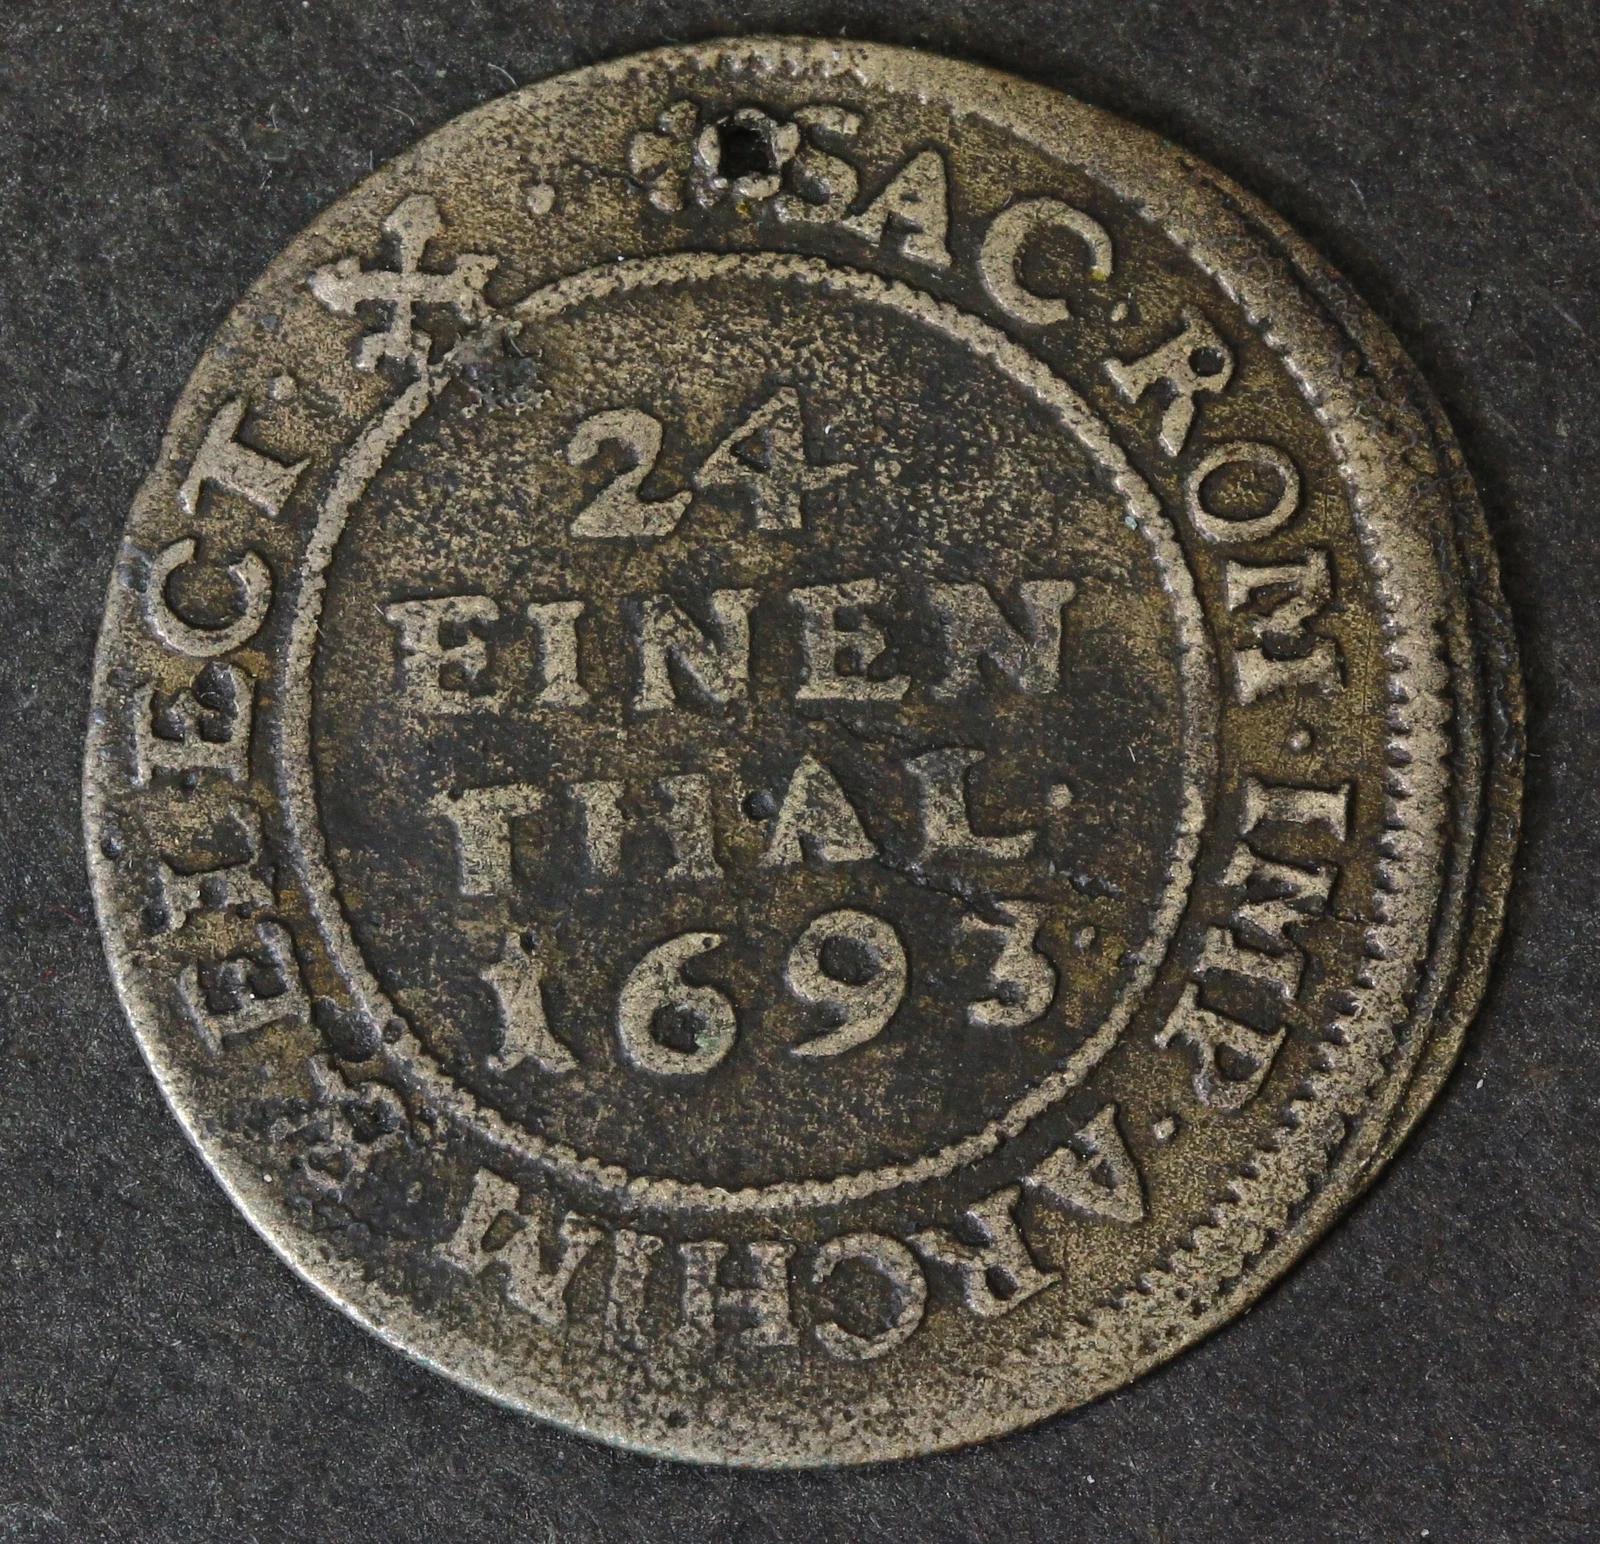 SAC·ROM·IMP·ARCHIM & ELECT·
24
EINEN
THAL·
1693·